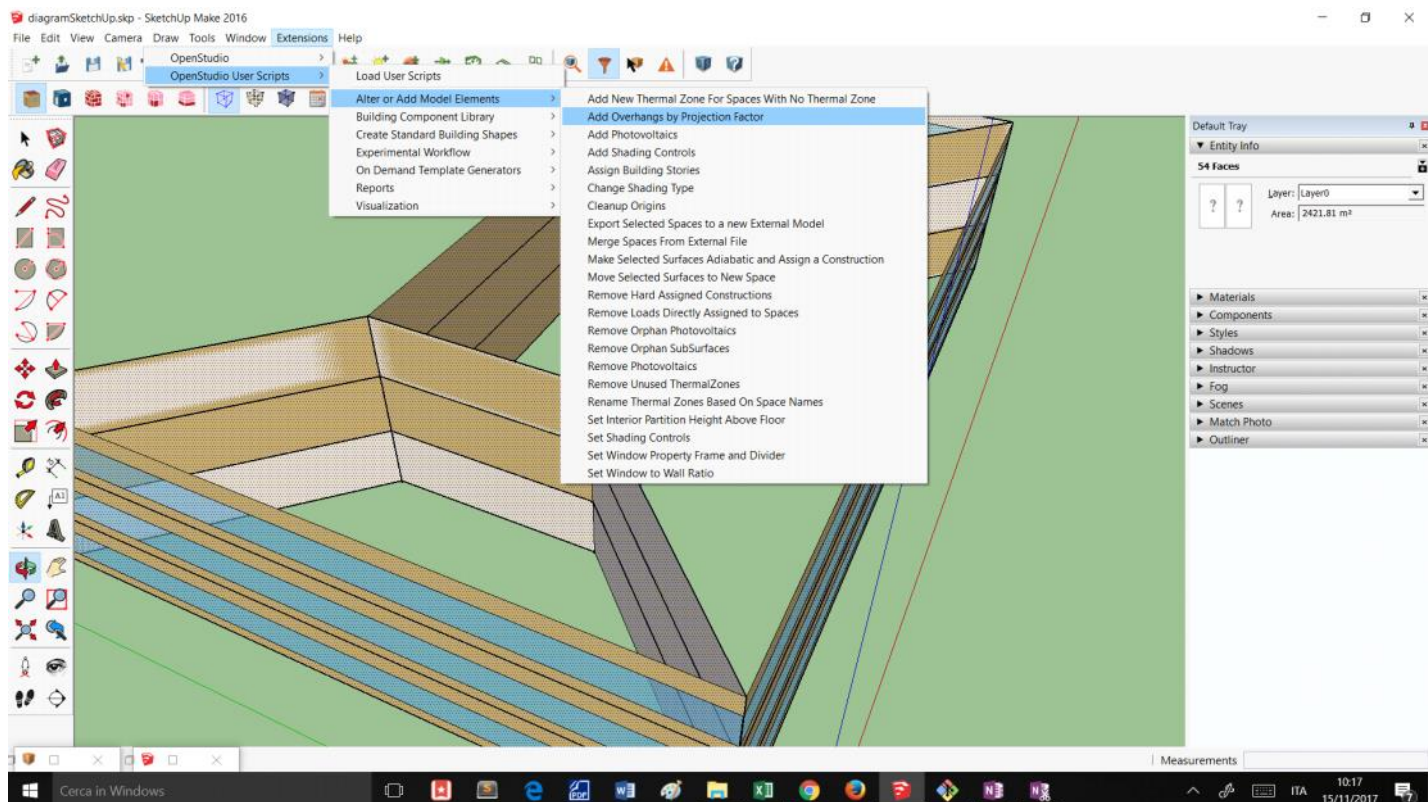 diagramSketchUp.skp - SketchUp Make 2016
File Edit View Camera Draw Tools Window Extensions Help
OpenStudio
OpenStudio User Scripts
Load User Scripts
Alter or Add Model Elements
Building Component Library
Create Standard Building Shapes
Experimental Workflow
On Demand Template Generators
Reports
Visualization
Add New Thermal Zone For Spaces With No Thermal Zone
Add Overhangs by Projection Factor
Add Photovoltaics
Add Shading Controls
Assign Building Stories
Change Shading Type
Cleanup Origins
Export Selected Spaces to a new External Model
Merge Spaces From External File
Make Selected Surfaces Adiabatic and Assign a Construction
Move Selected Surfaces to New Space
Remove Hard Assigned Constructions
Remove Loads Directly Assigned to Spaces
Remove Orphan Photovoltaics
Remove Orphan SubSurfaces
Remove Photovoltaics
Remove Unused ThermalZones
Rename Thermal Zones Based On Space Names
Set Interior Partition Height Above Floor
Set Shading Controls
Set Window Property Frame and Divider
Set Window to Wall Ratio
Default Tray
Entity Info
54 Faces
? ?
Layer: Layer0
Area: 2421.81 m²
Materials
Components
Styles
Shadows
Instructor
Fog
Scenes
Match Photo
Outliner
A1
Measurements
Cerca in Windows
ITA
10:17
15/11/2017